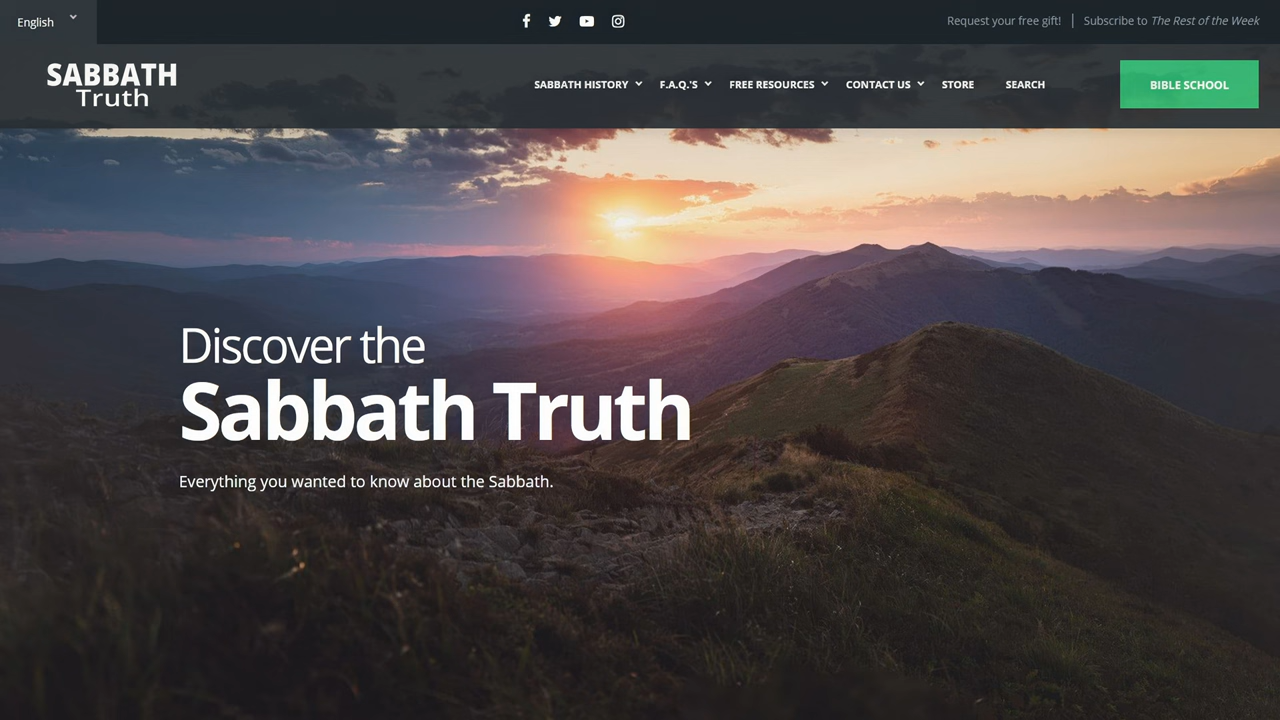 English
Request your free gift!
Subscribe to The Rest of the Week
SABBATH
Truth
SABBATH HISTORY
F.A.Q.'S
FREE RESOURCES
CONTACT US
STORE
SEARCH
BIBLE SCHOOL
Discover the
Sabbath Truth
Everything you wanted to know about the Sabbath.